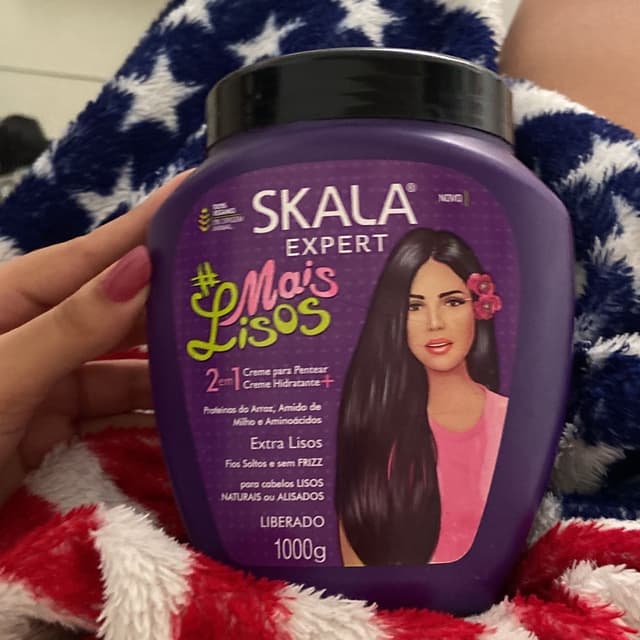 SKALA®
NOVO
EXPERT
#Mais
Lisos
2 em 1 Creme para Pentear
Creme Hidratante +
Proteínas do Arroz, Amido de
Milho e Aminoácidos
Extra Lisos
Fios Soltos e sem FRIZZ
para cabelos LISOS
NATURAIS ou ALISADOS
LIBERADO
1000g